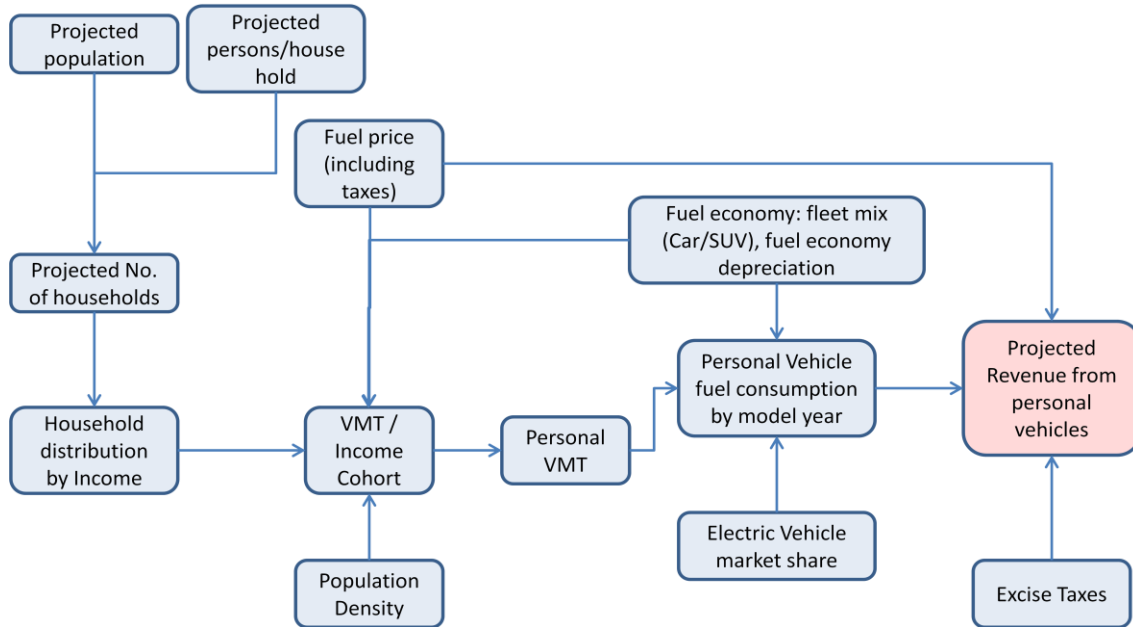 Projected
population
Projected
persons/house
hold
Fuel price
(including
taxes)
Fuel economy: fleet mix
(Car/SUV), fuel economy
depreciation
Projected No.
of households
Personal Vehicle
fuel consumption
by model year
Projected
Revenue from
personal
vehicles
Household
distribution
by Income
VMT /
Income
Cohort
Personal
VMT
Electric Vehicle
market share
Population
Density
Excise Taxes